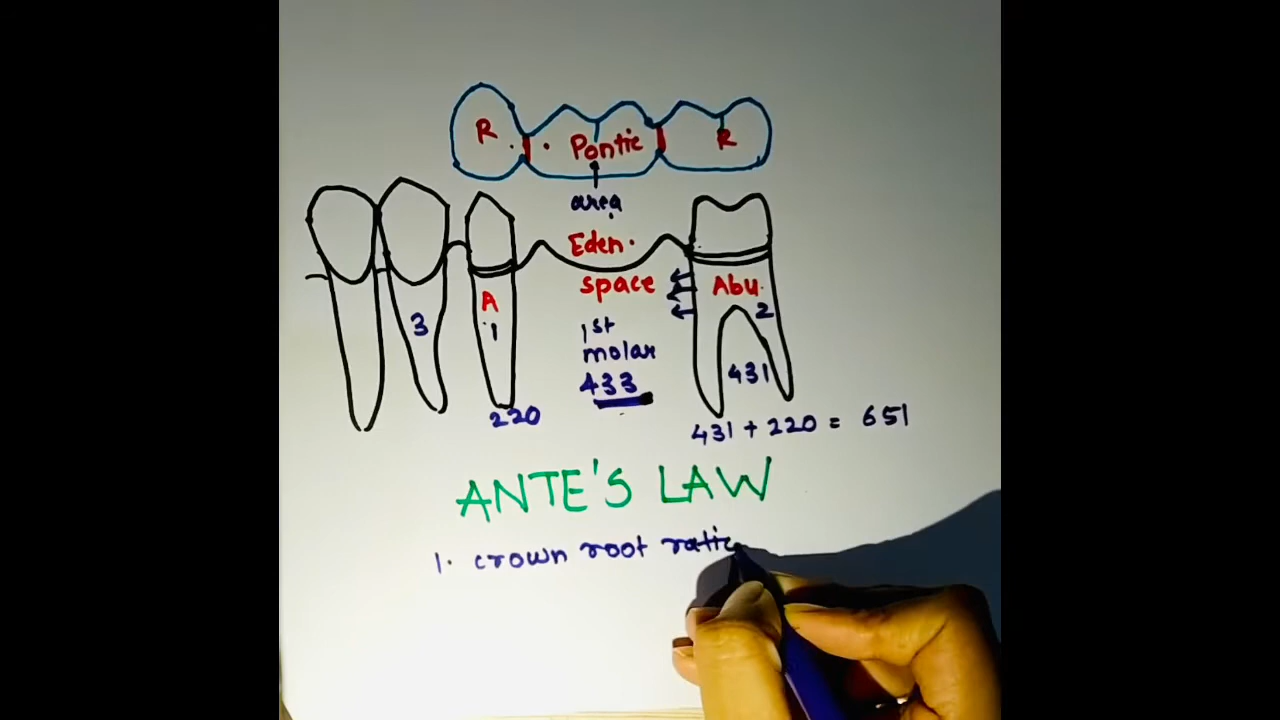 R . . Pontic R
area
Eden.
space
A
1
3
Abu.
2
1st
molar
433
431
220
431 + 220 = 651
ANTE'S LAW
1. crown root ratio